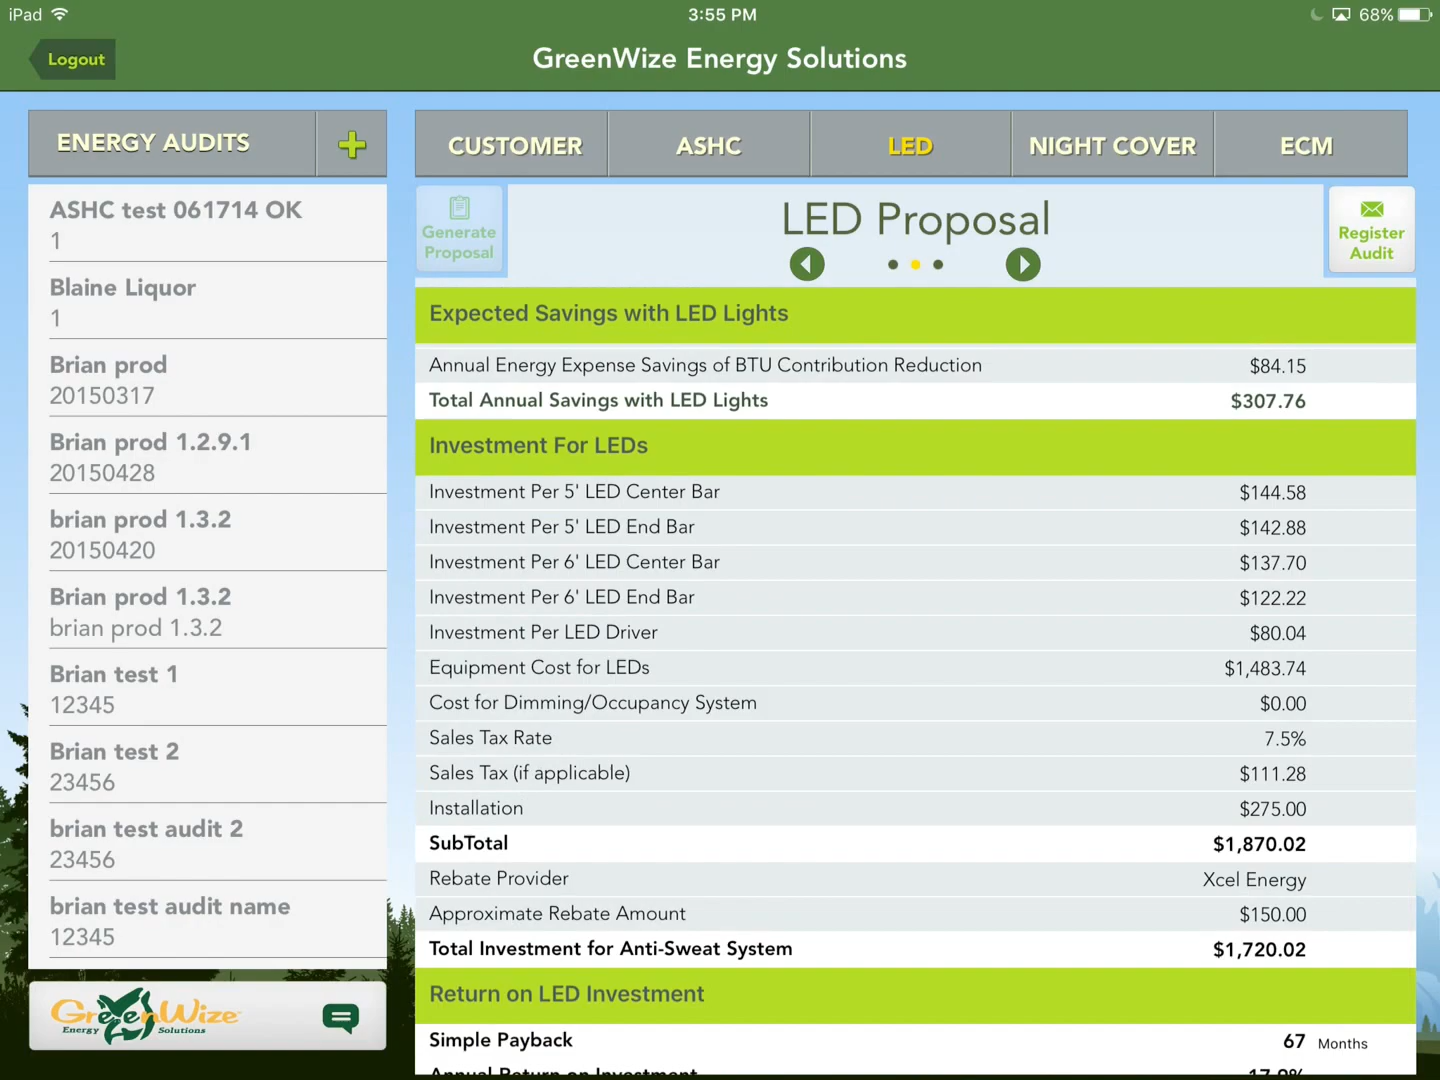 iPad
3:55 PM
68%
Logout
GreenWize Energy Solutions
ENERGY AUDITS
CUSTOMER
ASHC
LED
NIGHT COVER
ECM
ASHC test 061714 OK
1
Blaine Liquor
1
Brian prod
20150317
Brian prod 1.2.9.1
20150428
brian prod 1.3.2
20150420
Brian prod 1.3.2
brian prod 1.3.2
Brian test 1
12345
Brian test 2
23456
brian test audit 2
23456
brian test audit name
12345
GreenWize
Energy Solutions
Generate
Proposal
LED Proposal
Register
Audit
Expected Savings with LED Lights
Annual Energy Expense Savings of BTU Contribution Reduction $84.15
Total Annual Savings with LED Lights $307.76
Investment For LEDs
Investment Per 5' LED Center Bar $144.58
Investment Per 5' LED End Bar $142.88
Investment Per 6' LED Center Bar $137.70
Investment Per 6' LED End Bar $122.22
Investment Per LED Driver $80.04
Equipment Cost for LEDs $1,483.74
Cost for Dimming/Occupancy System $0.00
Sales Tax Rate 7.5%
Sales Tax (if applicable) $111.28
Installation $275.00
SubTotal $1,870.02
Rebate Provider Xcel Energy
Approximate Rebate Amount $150.00
Total Investment for Anti-Sweat System $1,720.02
Return on LED Investment
Simple Payback 67 Months
Annual Return on Investment 17.9%